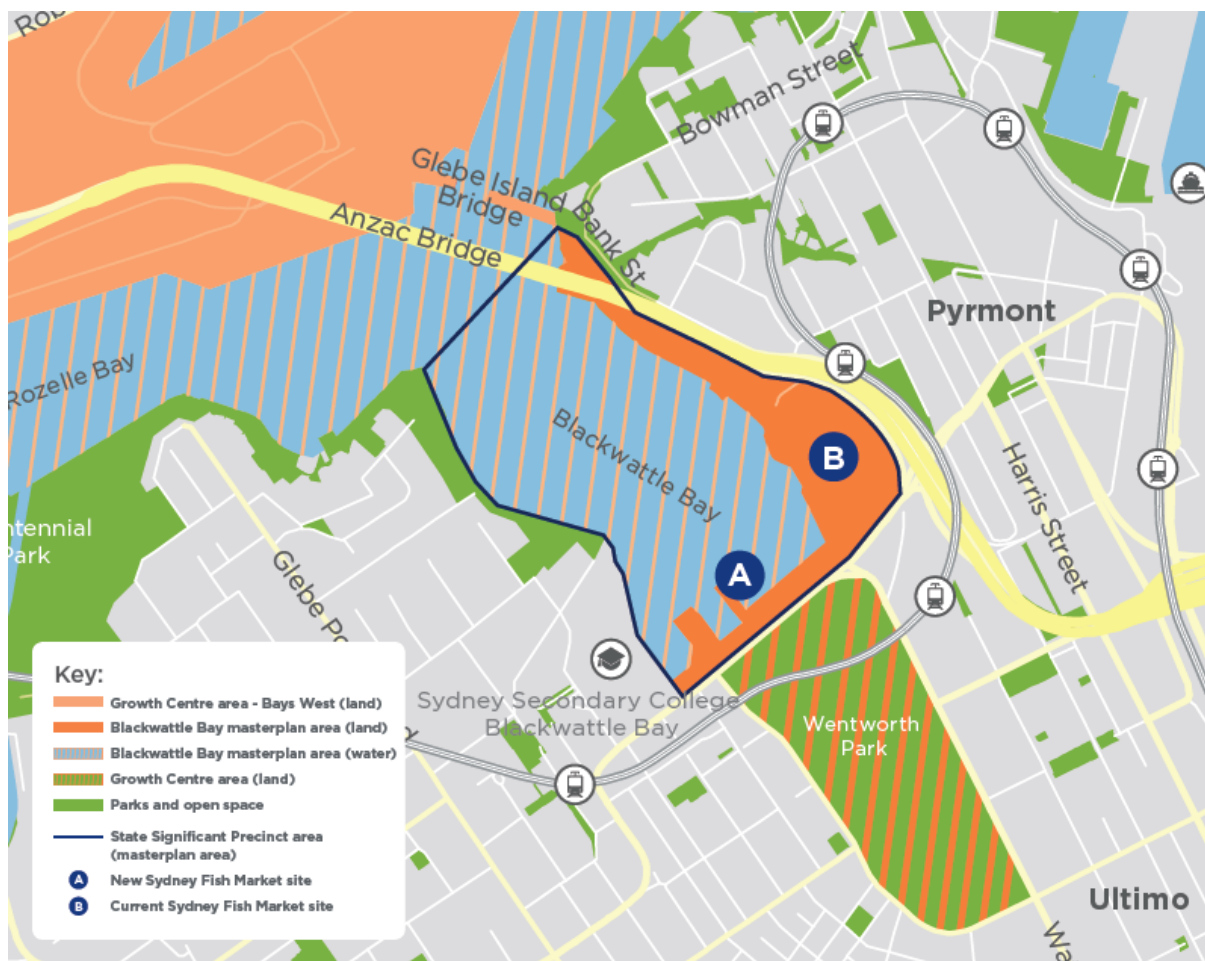 Rob
Bowman Street
Glebe Island
Bridge
Bank St
Anzac Bridge
Pyrmont
Rozelle Bay
Blackwattle Bay
B
Harris Street
ntennial
Park
A
Glebe Po
d
Sydney Secondary College
Blackwattle Bay
Wentworth
Park
Ultimo
Wa
Key:
Growth Centre area - Bays West (land)
Blackwattle Bay masterplan area (land)
Blackwattle Bay masterplan area (water)
Growth Centre area (land)
Parks and open space
State Significant Precinct area
(masterplan area)
A New Sydney Fish Market site
B Current Sydney Fish Market site